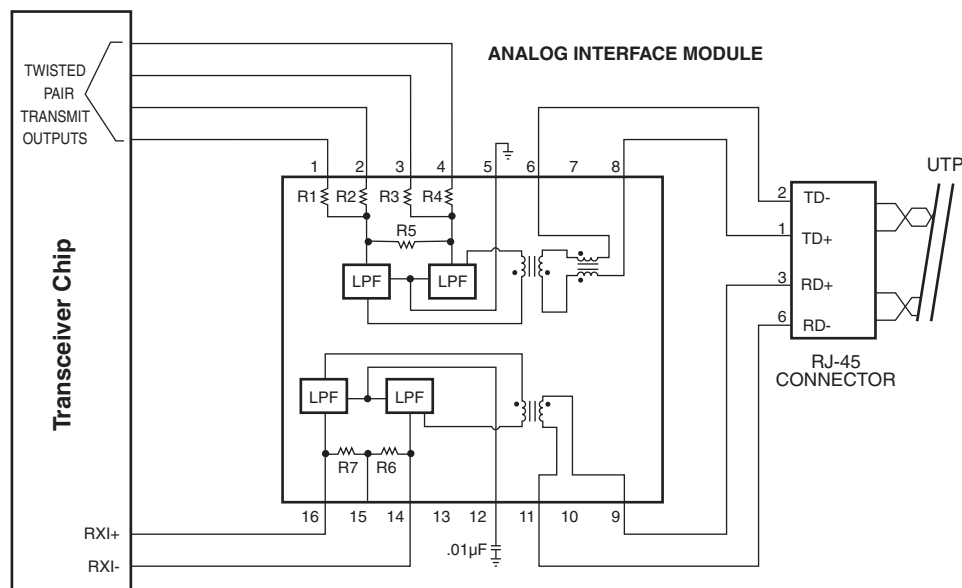 ANALOG INTERFACE MODULE
TWISTED
PAIR
TRANSMIT
OUTPUTS
1 2 3 4 5 6 7 8
R1 R2 R3 R4
R5
LPF LPF
UTP
2 TD-
1 TD+
3 RD+
6 RD-
RJ-45
CONNECTOR
Transceiver Chip
LPF LPF
R7 R6
16 15 14 13 12 11 10 9
RXI+
.01µF
RXI-